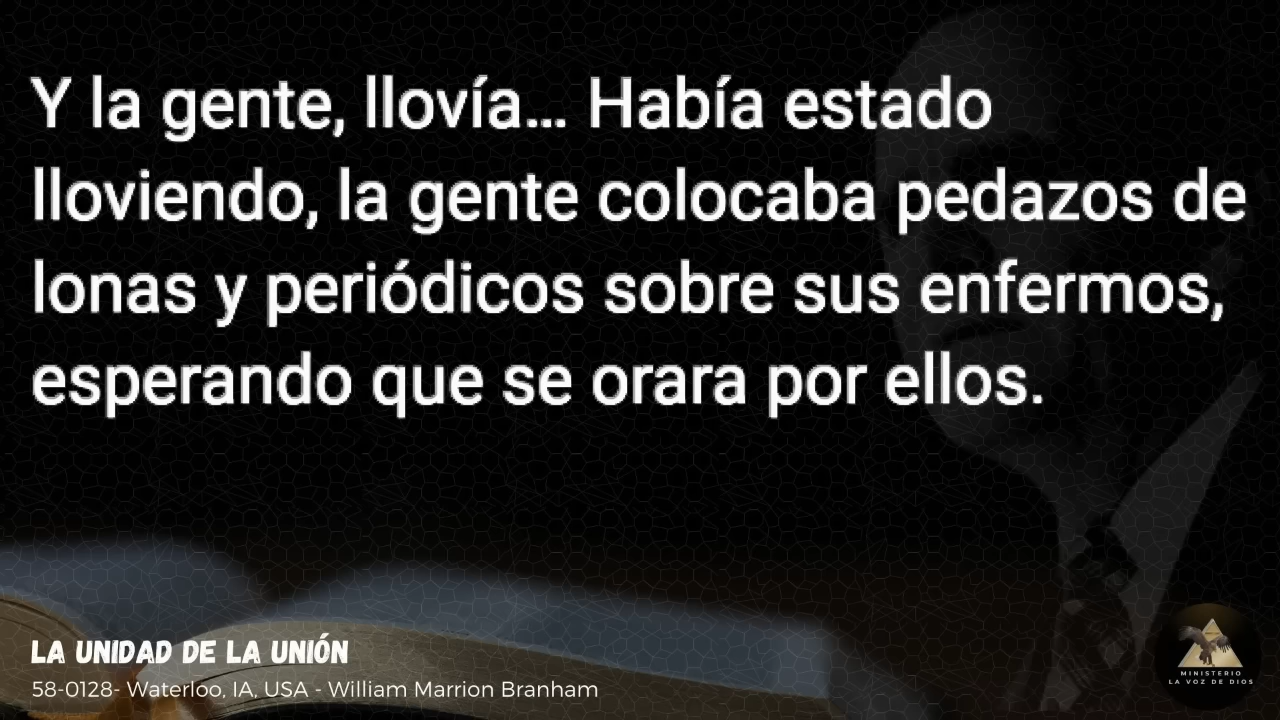 Y la gente, llovía... Había estado
lloviendo, la gente colocaba pedazos de
lonas y periódicos sobre sus enfermos,
esperando que se orara por ellos.
LA UNIDAD DE LA UNIÓN
58-0128- Waterloo, IA, USA - William Marrion Branham
MINISTERIO
LA VOZ DE DIOS